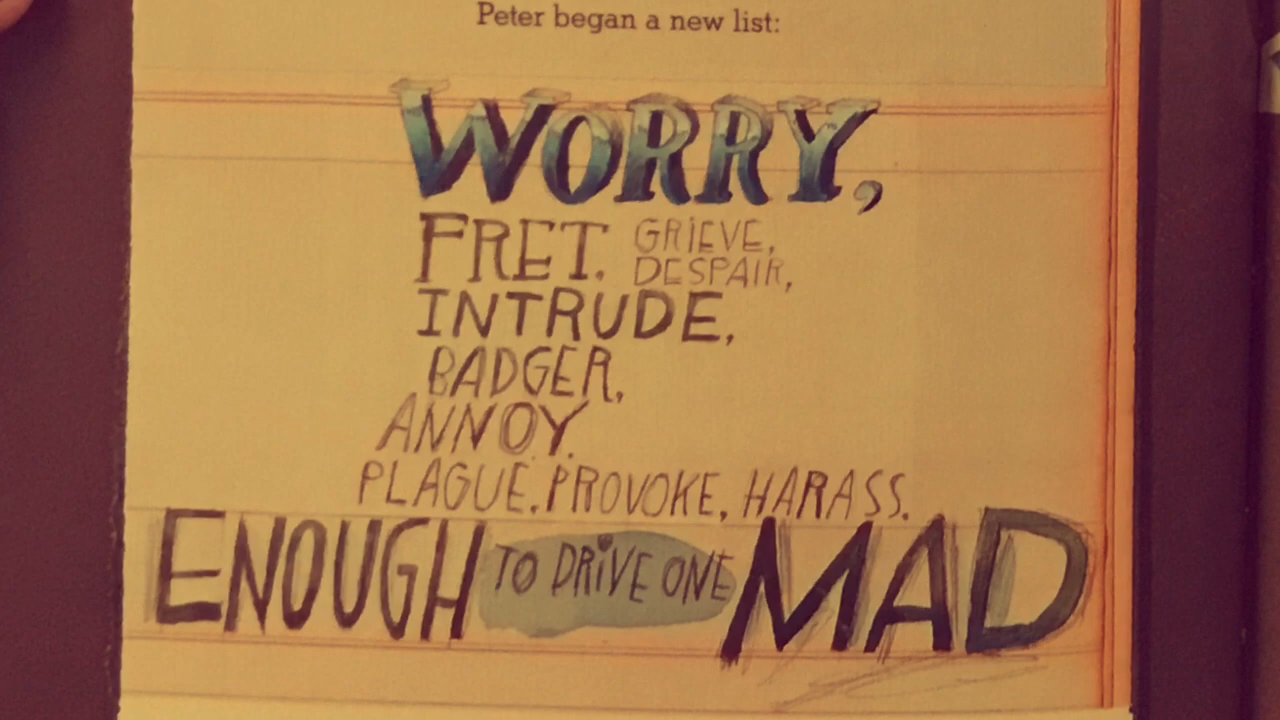 Peter began a new list:
WORRY,
FRET. GRIEVE,
DESPAIR,
INTRUDE,
BADGER,
ANNOY.
PLAGUE. PROVOKE, HARASS.
ENOUGH TO DRIVE ONE MAD